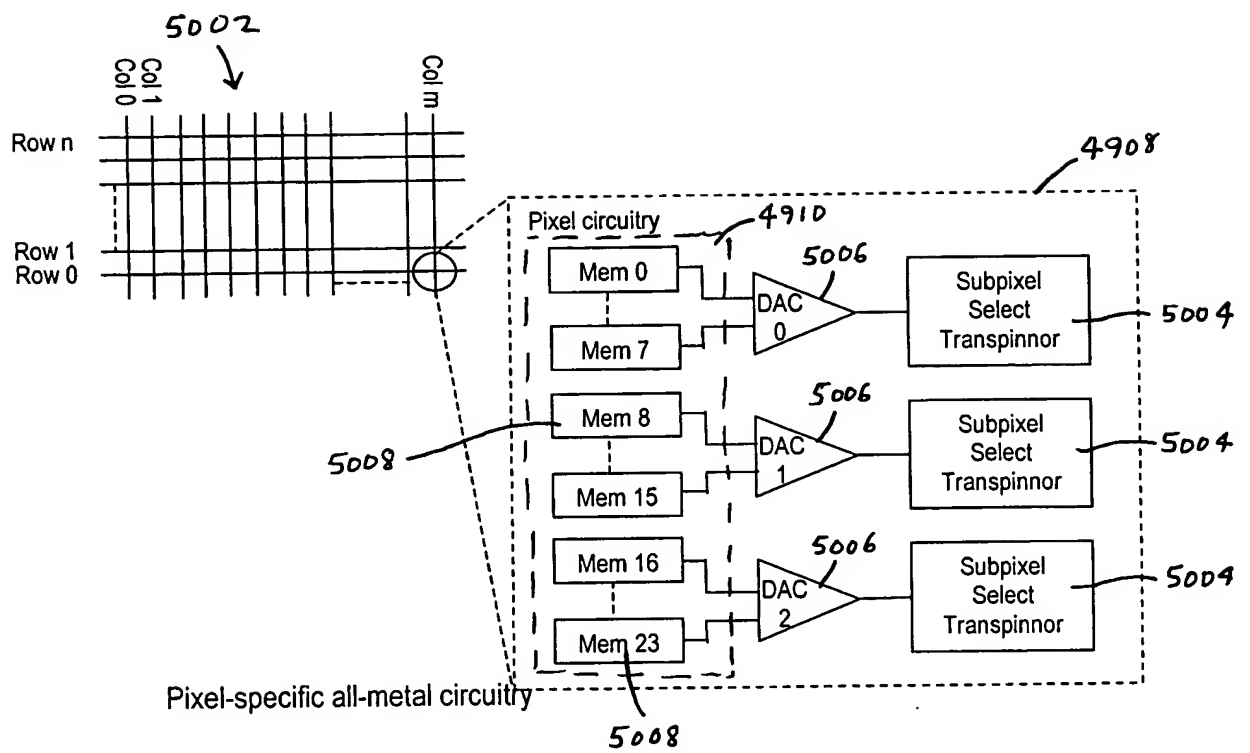 5002
Col 0
Col 1
Col m
Row n
Row 1
Row 0
4908
Pixel circuitry
4910
Mem 0
Mem 7
DAC
0
5006
Subpixel
Select
Transpinnor
5004
Mem 8
Mem 15
5008
DAC
1
5006
Subpixel
Select
Transpinnor
5004
Mem 16
Mem 23
DAC
2
5006
Subpixel
Select
Transpinnor
5004
Pixel-specific all-metal circuitry
5008